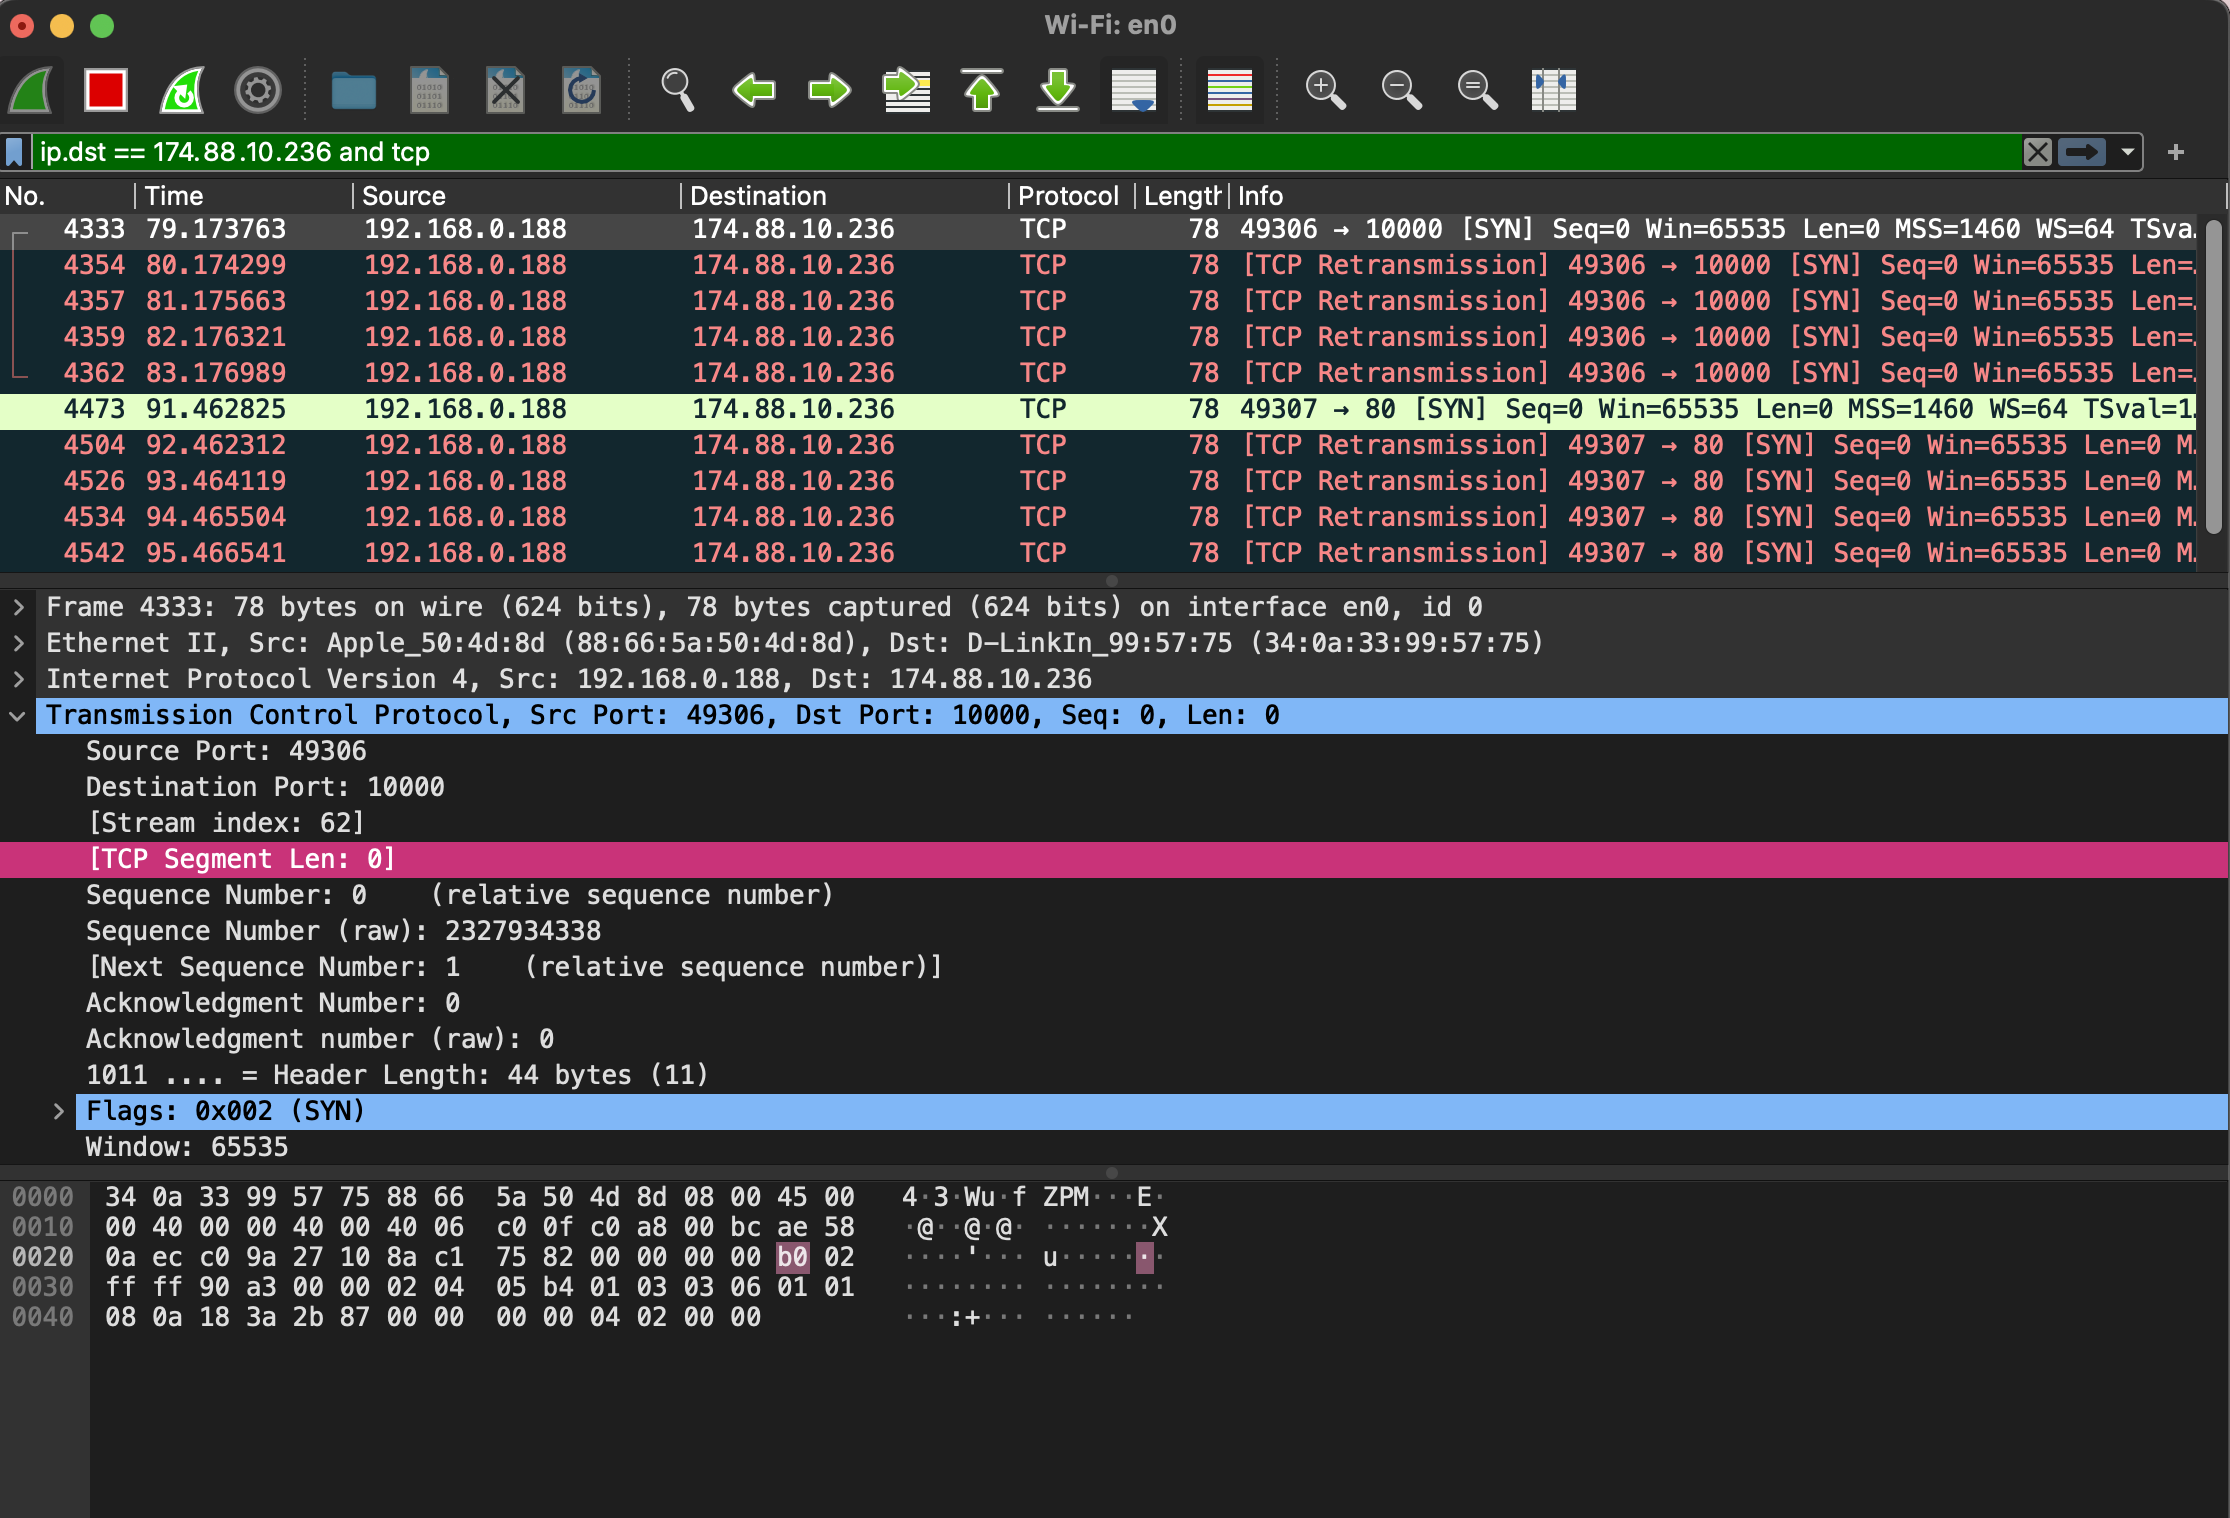 Wi-Fi: en0
ip.dst == 174.88.10.236 and tcp
No. Time Source Destination Protocol Length Info
4333 79.173763 192.168.0.188 174.88.10.236 TCP 78 49306 → 10000 [SYN] Seq=0 Win=65535 Len=0 MSS=1460 WS=64 TSva…
4354 80.174299 192.168.0.188 174.88.10.236 TCP 78 [TCP Retransmission] 49306 → 10000 [SYN] Seq=0 Win=65535 Len=…
4357 81.175663 192.168.0.188 174.88.10.236 TCP 78 [TCP Retransmission] 49306 → 10000 [SYN] Seq=0 Win=65535 Len=…
4359 82.176321 192.168.0.188 174.88.10.236 TCP 78 [TCP Retransmission] 49306 → 10000 [SYN] Seq=0 Win=65535 Len=…
4362 83.176989 192.168.0.188 174.88.10.236 TCP 78 [TCP Retransmission] 49306 → 10000 [SYN] Seq=0 Win=65535 Len=…
4473 91.462825 192.168.0.188 174.88.10.236 TCP 78 49307 → 80 [SYN] Seq=0 Win=65535 Len=0 MSS=1460 WS=64 TSval=1…
4504 92.462312 192.168.0.188 174.88.10.236 TCP 78 [TCP Retransmission] 49307 → 80 [SYN] Seq=0 Win=65535 Len=0 M…
4526 93.464119 192.168.0.188 174.88.10.236 TCP 78 [TCP Retransmission] 49307 → 80 [SYN] Seq=0 Win=65535 Len=0 M…
4534 94.465504 192.168.0.188 174.88.10.236 TCP 78 [TCP Retransmission] 49307 → 80 [SYN] Seq=0 Win=65535 Len=0 M…
4542 95.466541 192.168.0.188 174.88.10.236 TCP 78 [TCP Retransmission] 49307 → 80 [SYN] Seq=0 Win=65535 Len=0 M…
Frame 4333: 78 bytes on wire (624 bits), 78 bytes captured (624 bits) on interface en0, id 0
Ethernet II, Src: Apple_50:4d:8d (88:66:5a:50:4d:8d), Dst: D-LinkIn_99:57:75 (34:0a:33:99:57:75)
Internet Protocol Version 4, Src: 192.168.0.188, Dst: 174.88.10.236
Transmission Control Protocol, Src Port: 49306, Dst Port: 10000, Seq: 0, Len: 0
Source Port: 49306
Destination Port: 10000
[Stream index: 62]
[TCP Segment Len: 0]
Sequence Number: 0    (relative sequence number)
Sequence Number (raw): 2327934338
[Next Sequence Number: 1    (relative sequence number)]
Acknowledgment Number: 0
Acknowledgment number (raw): 0
1011 .... = Header Length: 44 bytes (11)
Flags: 0x002 (SYN)
Window: 65535
0000 34 0a 33 99 57 75 88 66 5a 50 4d 8d 08 00 45 00 4·3·Wu·f ZPM···E·
0010 00 40 00 00 40 00 40 06 c0 0f c0 a8 00 bc ae 58 ·@··@·@· ·······X
0020 0a ec c0 9a 27 10 8a c1 75 82 00 00 00 00 b0 02 ····'··· u·······
0030 ff ff 90 a3 00 00 02 04 05 b4 01 03 03 06 01 01 ········ ········
0040 08 0a 18 3a 2b 87 00 00 00 00 04 02 00 00 ···:+··· ······